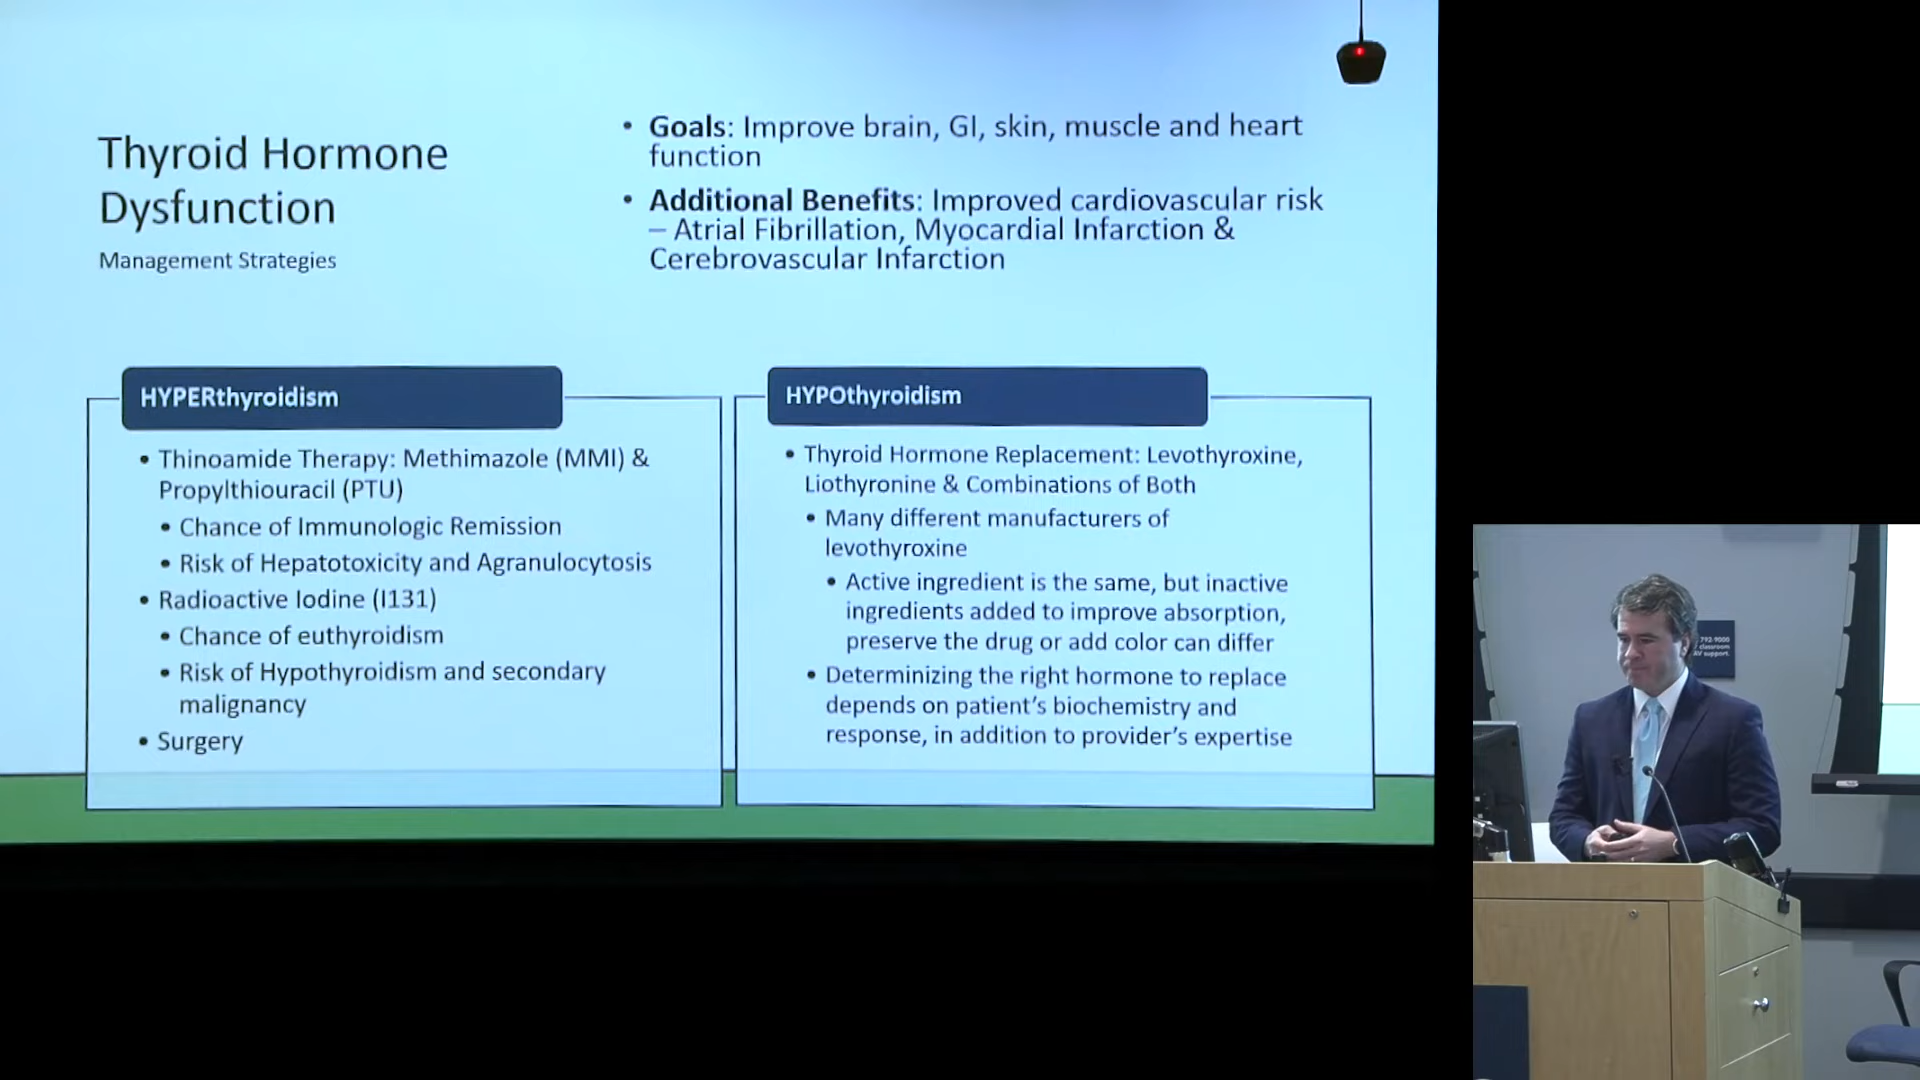 Thyroid Hormone
Dysfunction
Management Strategies
• Goals: Improve brain, GI, skin, muscle and heart
function
• Additional Benefits: Improved cardiovascular risk
– Atrial Fibrillation, Myocardial Infarction &
Cerebrovascular Infarction
HYPERthyroidism
• Thinoamide Therapy: Methimazole (MMI) &
Propylthiouracil (PTU)
• Chance of Immunologic Remission
• Risk of Hepatotoxicity and Agranulocytosis
• Radioactive Iodine (I131)
• Chance of euthyroidism
• Risk of Hypothyroidism and secondary
malignancy
• Surgery
HYPOthyroidism
• Thyroid Hormone Replacement: Levothyroxine,
Liothyronine & Combinations of Both
• Many different manufacturers of
levothyroxine
• Active ingredient is the same, but inactive
ingredients added to improve absorption,
preserve the drug or add color can differ
• Determinizing the right hormone to replace
depends on patient's biochemistry and
response, in addition to provider's expertise
792-9000
classroom
AV support.